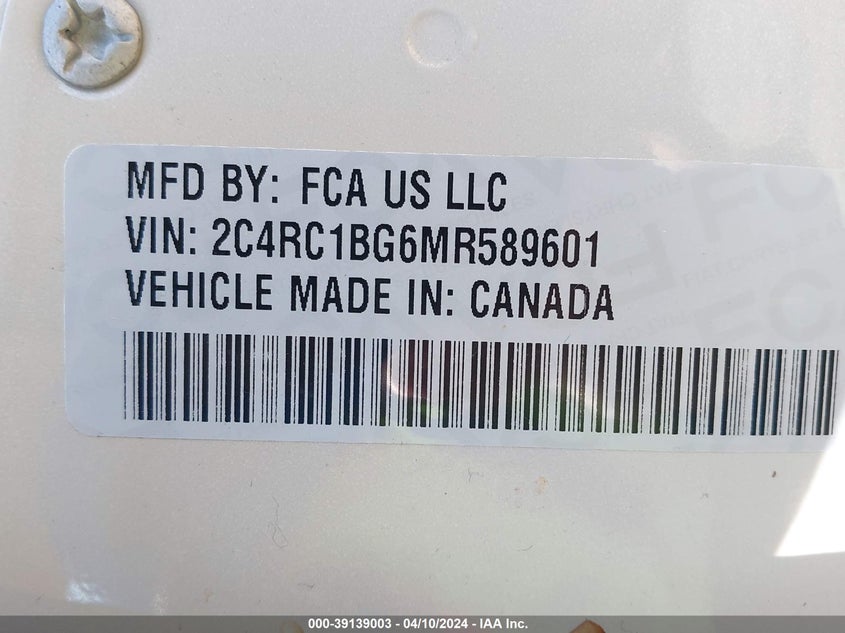 MFD BY: FCA US LLC
VIN: 2C4RC1BG6MR589601
VEHICLE MADE IN: CANADA
000-39139003 - 04/10/2024 - IAA Inc.